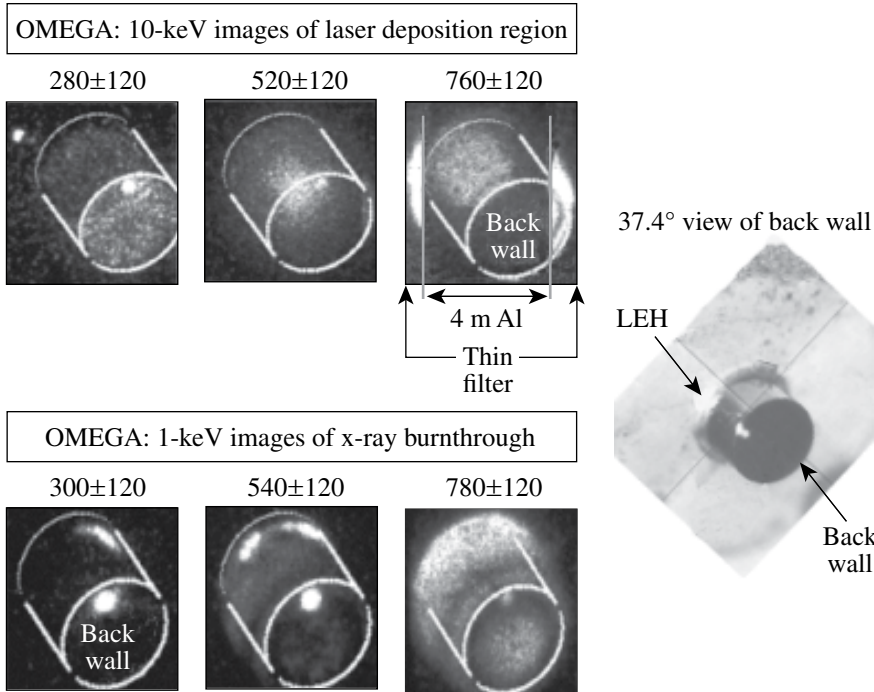 OMEGA: 10-keV images of laser deposition region
280±120 520±120 760±120
Back
wall
4 m Al
Thin
filter
37.4° view of back wall
LEH
Back
wall
OMEGA: 1-keV images of x-ray burnthrough
300±120 540±120 780±120
Back
wall